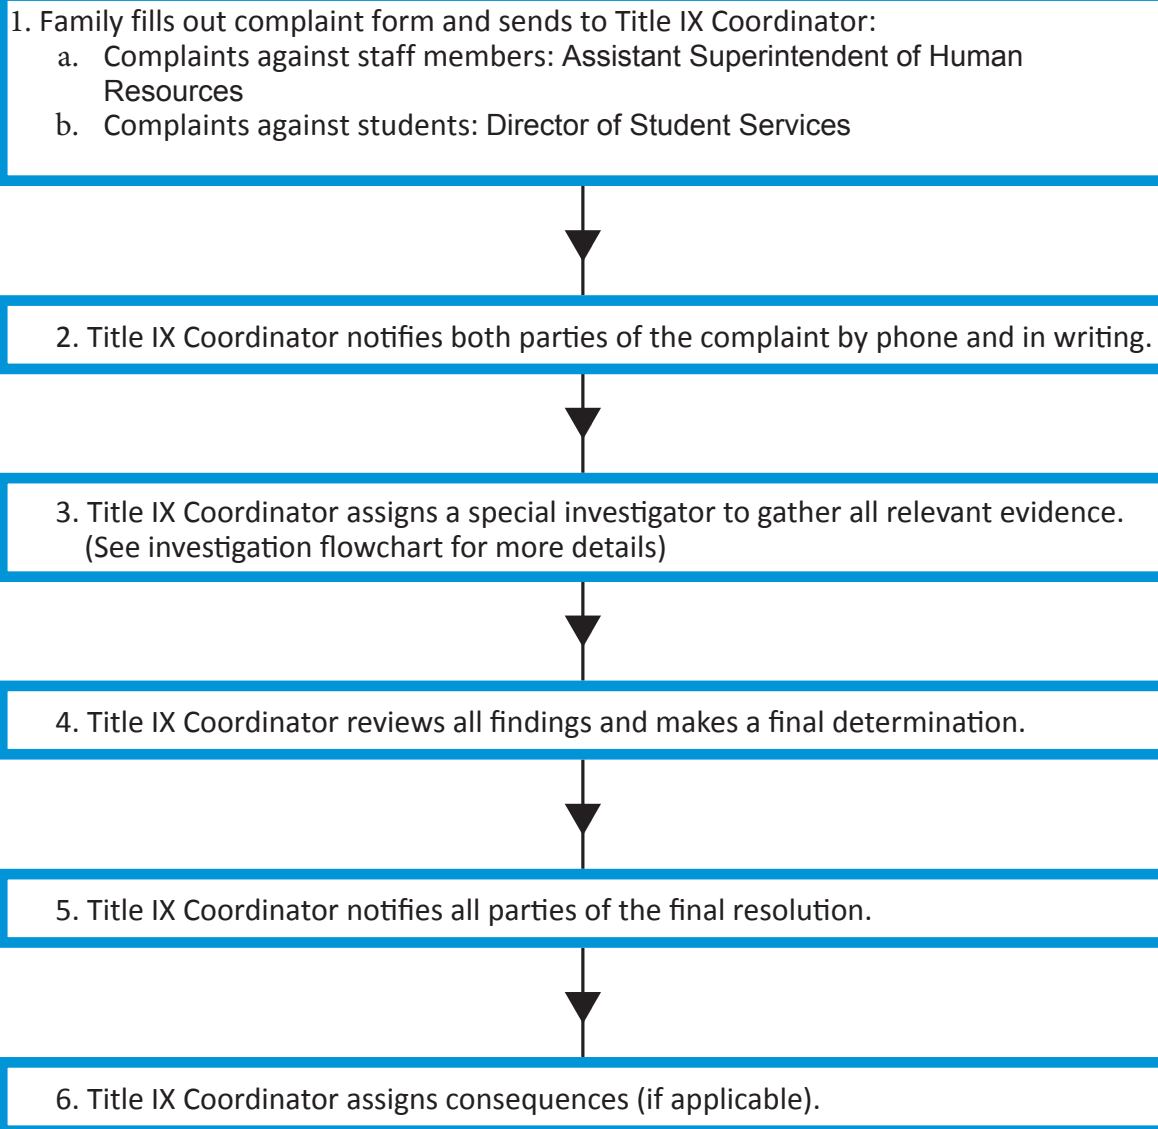 1. Family fills out complaint form and sends to Title IX Coordinator:
a. Complaints against staff members: Assistant Superintendent of Human
Resources
b. Complaints against students: Director of Student Services
2. Title IX Coordinator notifies both parties of the complaint by phone and in writing.
3. Title IX Coordinator assigns a special investigator to gather all relevant evidence.
(See investigation flowchart for more details)
4. Title IX Coordinator reviews all findings and makes a final determination.
5. Title IX Coordinator notifies all parties of the final resolution.
6. Title IX Coordinator assigns consequences (if applicable).